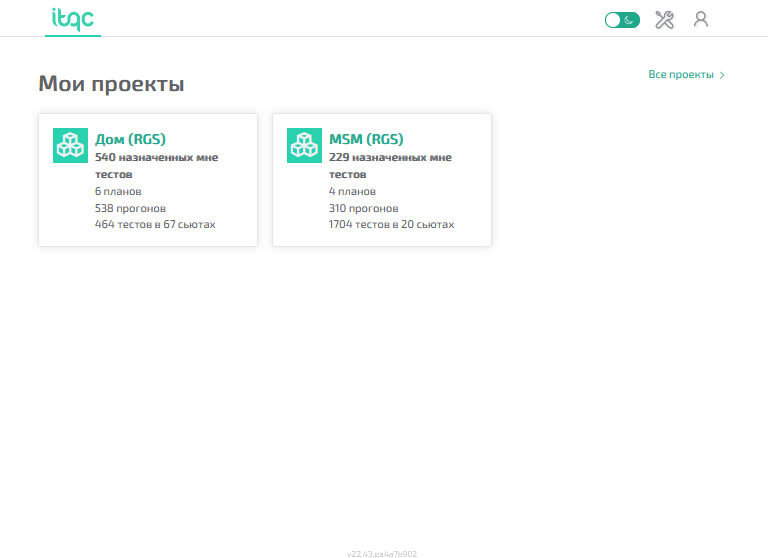 itqc
Все проекты
Мои проекты
Дом (RGS)
540 назначенных мне
тестов
6 планов
538 прогонов
464 тестов в 67 сьютах
MSM (RGS)
229 назначенных мне
тестов
4 планов
310 прогонов
1704 тестов в 20 сьютах
v22.43.ga4a7b902